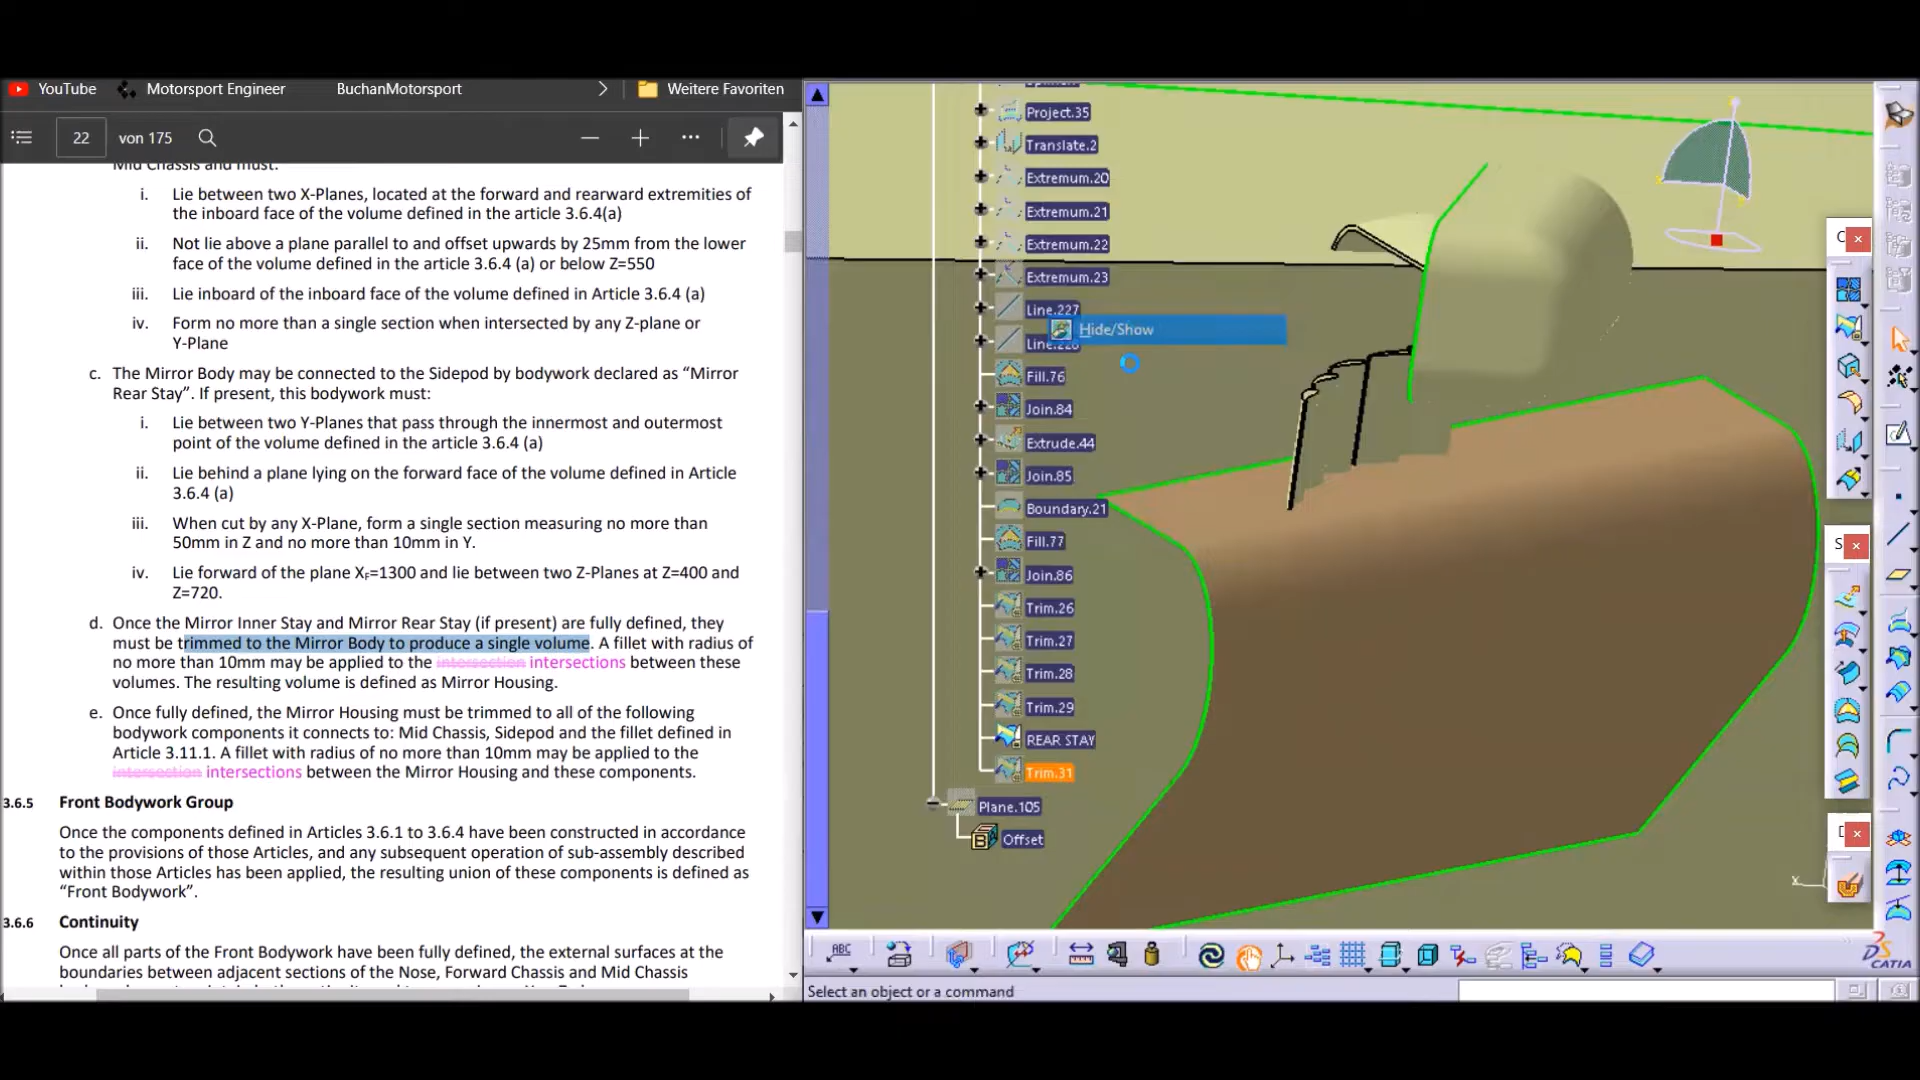 YouTube
Motorsport Engineer
BuchanMotorsport
Weitere Favoriten
22
von 175
Mid Chassis and must:
i. Lie between two X-Planes, located at the forward and rearward extremities of
the inboard face of the volume defined in the article 3.6.4(a)
ii. Not lie above a plane parallel to and offset upwards by 25mm from the lower
face of the volume defined in the article 3.6.4 (a) or below Z=550
iii. Lie inboard of the inboard face of the volume defined in Article 3.6.4 (a)
iv. Form no more than a single section when intersected by any Z-plane or
Y-Plane
c. The Mirror Body may be connected to the Sidepod by bodywork declared as “Mirror
Rear Stay”. If present, this bodywork must:
i. Lie between two Y-Planes that pass through the innermost and outermost
point of the volume defined in the article 3.6.4 (a)
ii. Lie behind a plane lying on the forward face of the volume defined in Article
3.6.4 (a)
iii. When cut by any X-Plane, form a single section measuring no more than
50mm in Z and no more than 10mm in Y.
iv. Lie forward of the plane XF=1300 and lie between two Z-Planes at Z=400 and
Z=720.
d. Once the Mirror Inner Stay and Mirror Rear Stay (if present) are fully defined, they
must be trimmed to the Mirror Body to produce a single volume. A fillet with radius of
no more than 10mm may be applied to the intersection intersections between these
volumes. The resulting volume is defined as Mirror Housing.
e. Once fully defined, the Mirror Housing must be trimmed to all of the following
bodywork components it connects to: Mid Chassis, Sidepod and the fillet defined in
Article 3.11.1. A fillet with radius of no more than 10mm may be applied to the
intersection intersections between the Mirror Housing and these components.
3.6.5 Front Bodywork Group
Once the components defined in Articles 3.6.1 to 3.6.4 have been constructed in accordance
to the provisions of those Articles, and any subsequent operation of sub-assembly described
within those Articles has been applied, the resulting union of these components is defined as
“Front Bodywork”.
3.6.6 Continuity
Once all parts of the Front Bodywork have been fully defined, the external surfaces at the
boundaries between adjacent sections of the Nose, Forward Chassis and Mid Chassis
Project.35
Translate.2
Extremum.20
Extremum.21
Extremum.22
Extremum.23
Line.227
Hide/Show
Fill.76
Join.84
Extrude.44
Join.85
Boundary.21
Fill.77
Join.86
Trim.26
Trim.27
Trim.28
Trim.29
REAR STAY
Trim.31
Plane.105
Offset
X
ABC
CATIA
Select an object or a command